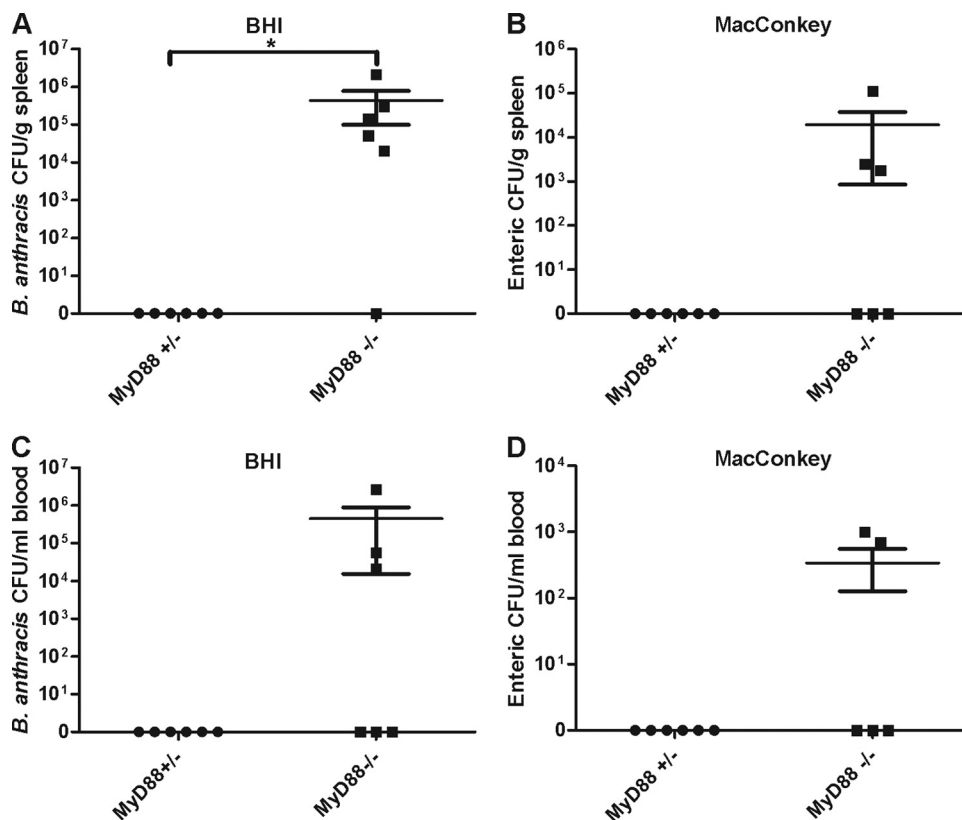 A
BHI
*
B. anthracis CFU/g spleen
10^7
10^6
10^5
10^4
10^3
10^2
10^1
0
MyD88 +/-
MyD88 -/-
B
MacConkey
Enteric CFU/g spleen
10^6
10^5
10^4
10^3
10^2
10^1
0
MyD88 +/-
MyD88 -/-
C
BHI
B. anthracis CFU/ml blood
10^7
10^6
10^5
10^4
10^3
10^2
10^1
0
MyD88+/-
MyD88-/-
D
MacConkey
Enteric CFU/ml blood
10^4
10^3
10^2
10^1
0
MyD88 +/-
MyD88 -/-